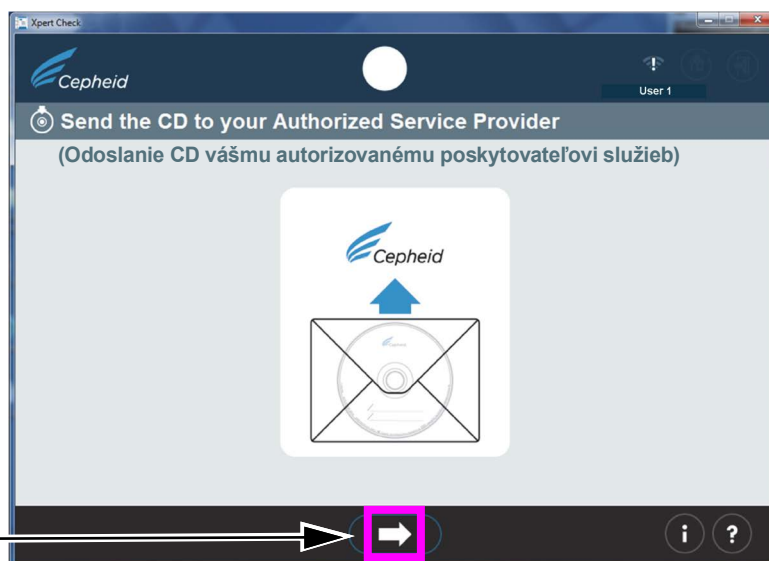 Xpert Check
Cepheid
User 1
Send the CD to your Authorized Service Provider
(Odoslanie CD vášmu autorizovanému poskytovateľovi služieb)
Cepheid
Cepheid
i ?